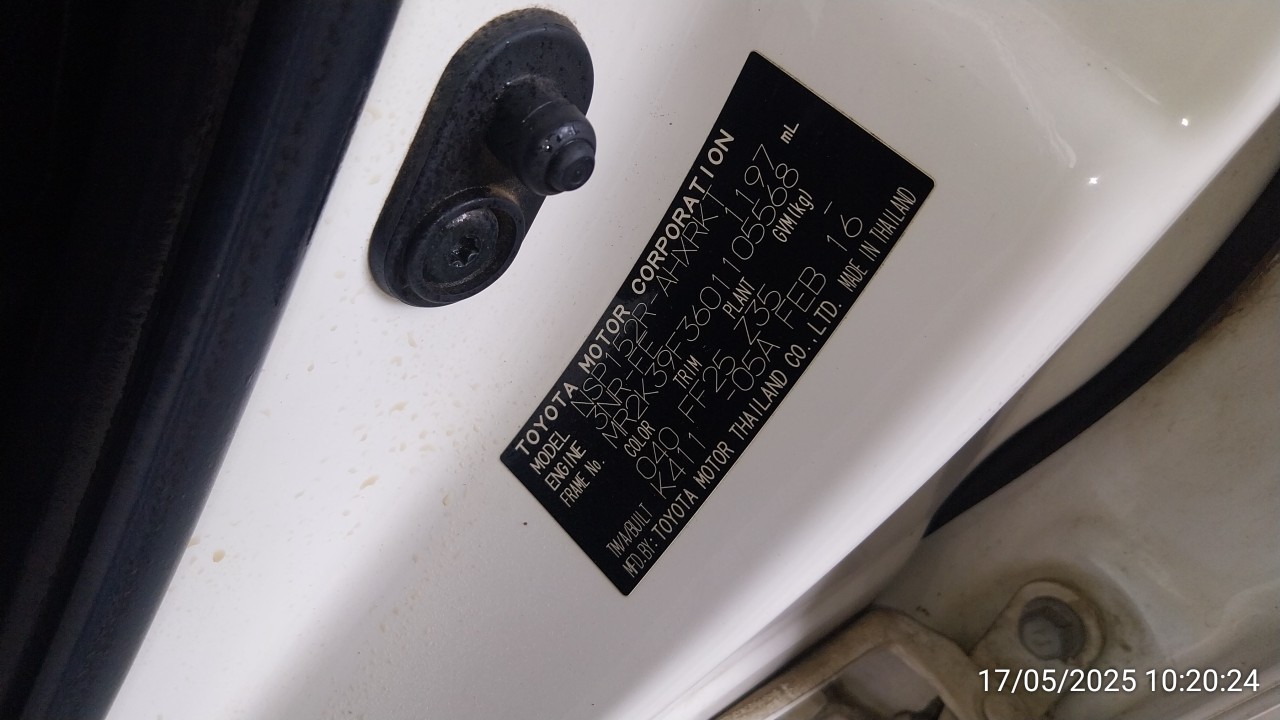 TOYOTA MOTOR CORPORATION
MODEL NSP152R-AHXRKT
ENGINE 3NR-FE 1197 mL
FRAME No. MR2K39F3601105568
COLOR TRIM PLANT GVM(kg)
040 FF25 Z35 -
TM/A/BUILT K411 -05A FEB 16
MFD.BY: TOYOTA MOTOR THAILAND CO.,LTD. MADE IN THAILAND
17/05/2025 10:20:24